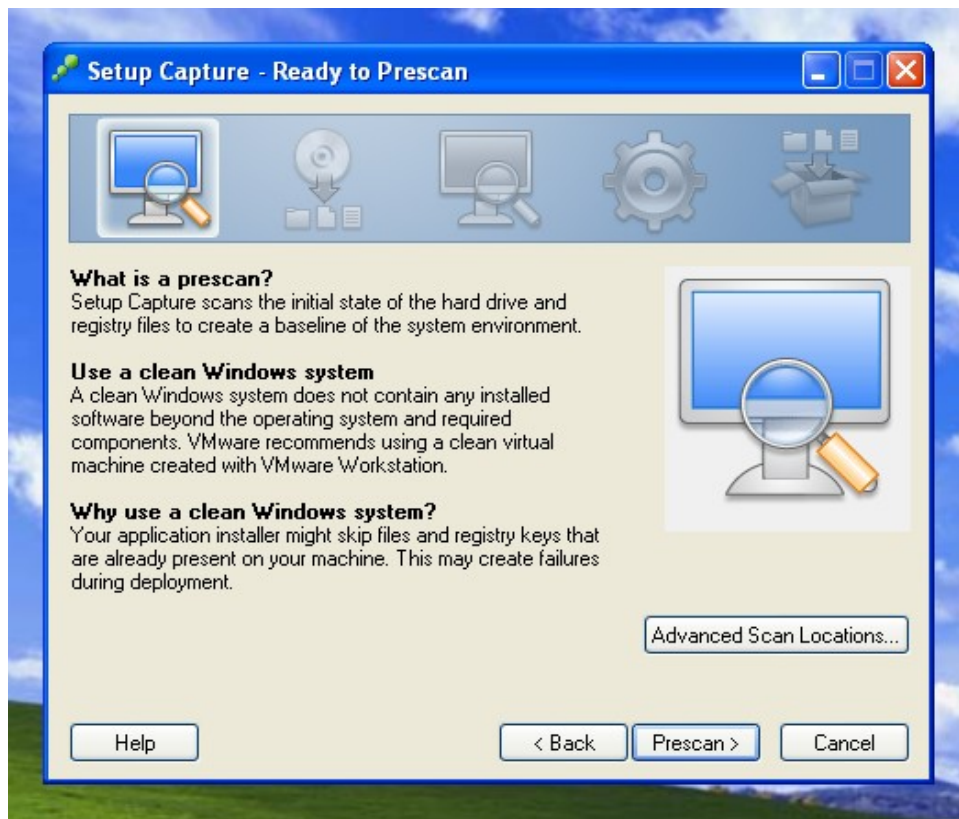 Setup Capture - Ready to Prescan
What is a prescan?
Setup Capture scans the initial state of the hard drive and
registry files to create a baseline of the system environment.
Use a clean Windows system
A clean Windows system does not contain any installed
software beyond the operating system and required
components. VMware recommends using a clean virtual
machine created with VMware Workstation.
Why use a clean Windows system?
Your application installer might skip files and registry keys that
are already present on your machine. This may create failures
during deployment.
Advanced Scan Locations...
Help
< Back
Prescan >
Cancel